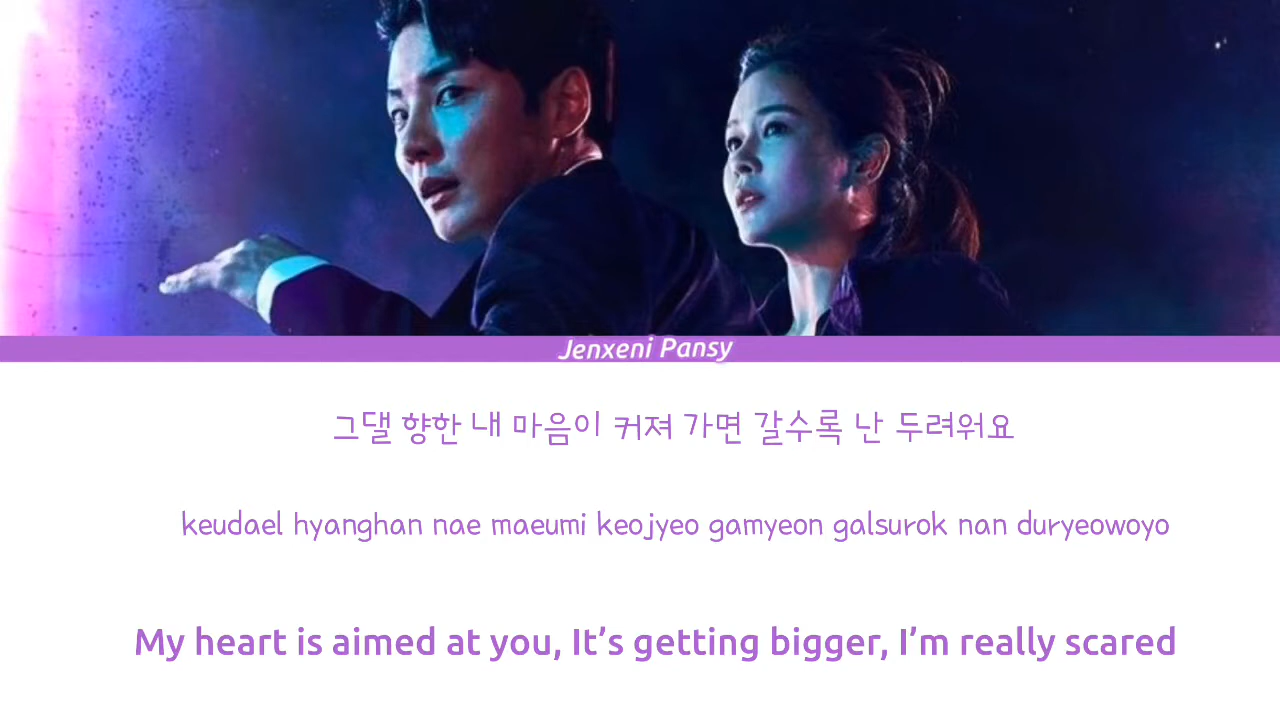 Jenxeni Pansy
그댈 향한 내 마음이 커져 가면 갈수록 난 두려워요
keudael hyanghan nae maeumi keojyeo gamyeon galsurok nan duryeowoyo
My heart is aimed at you, It’s getting bigger, I’m really scared